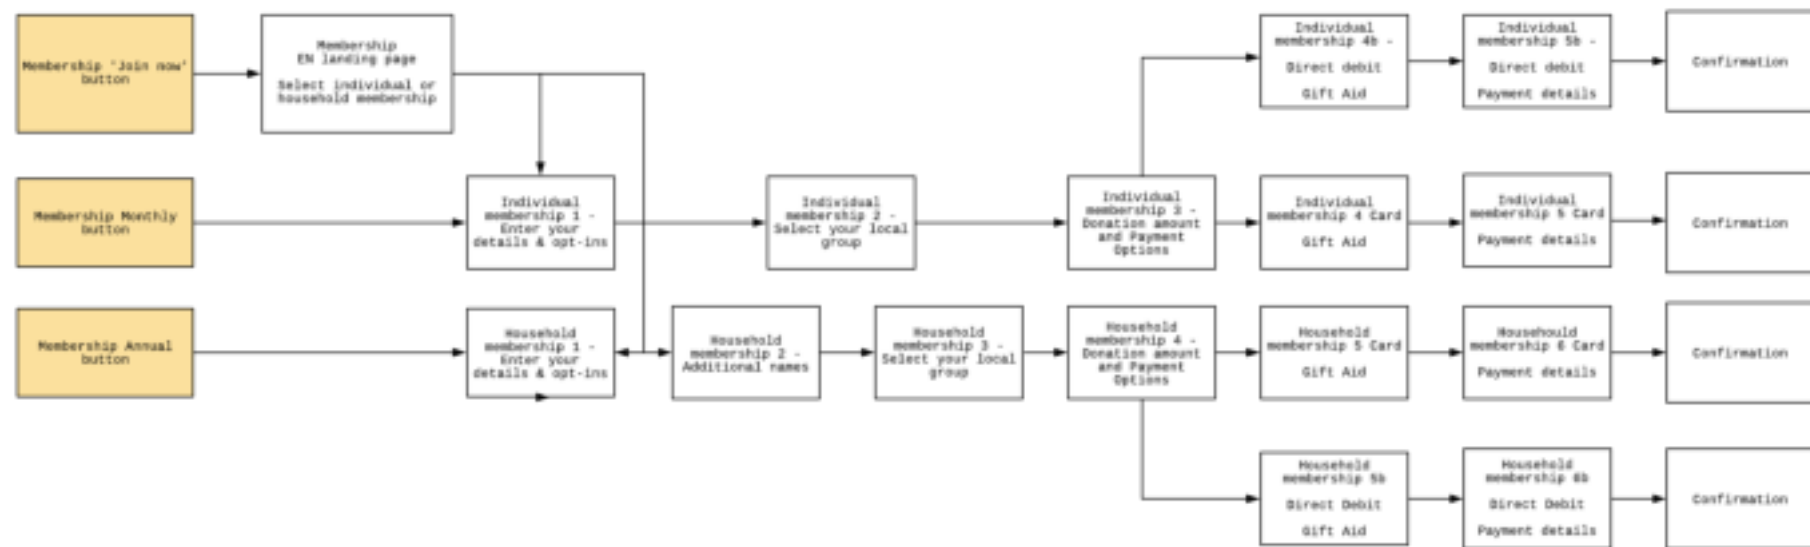 Membership 'Join now'
button
Membership
EN landing page
Select individual or
household membership
Individual
membership 4b -
Direct debit
Gift Aid
Individual
membership 5b -
Direct debit
Payment details
Confirmation
Membership Monthly
button
Individual
membership 1 -
Enter your
details & opt-ins
Individual
membership 2 -
Select your local
group
Individual
membership 3 -
Donation amount
and Payment
Options
Individual
membership 4 Card
Gift Aid
Individual
membership 5 Card
Payment details
Confirmation
Membership Annual
button
Household
membership 1 -
Enter your
details & opt-ins
Household
membership 2 -
Additional names
Household
membership 3 -
Select your local
group
Household
membership 4 -
Donation amount
and Payment
Options
Household
membership 5 Card
Gift Aid
Househould
membership 6 Card
Payment details
Confirmation
Household
membership 5b
Direct Debit
Gift Aid
Household
membership 6b
Direct Debit
Payment details
Confirmation